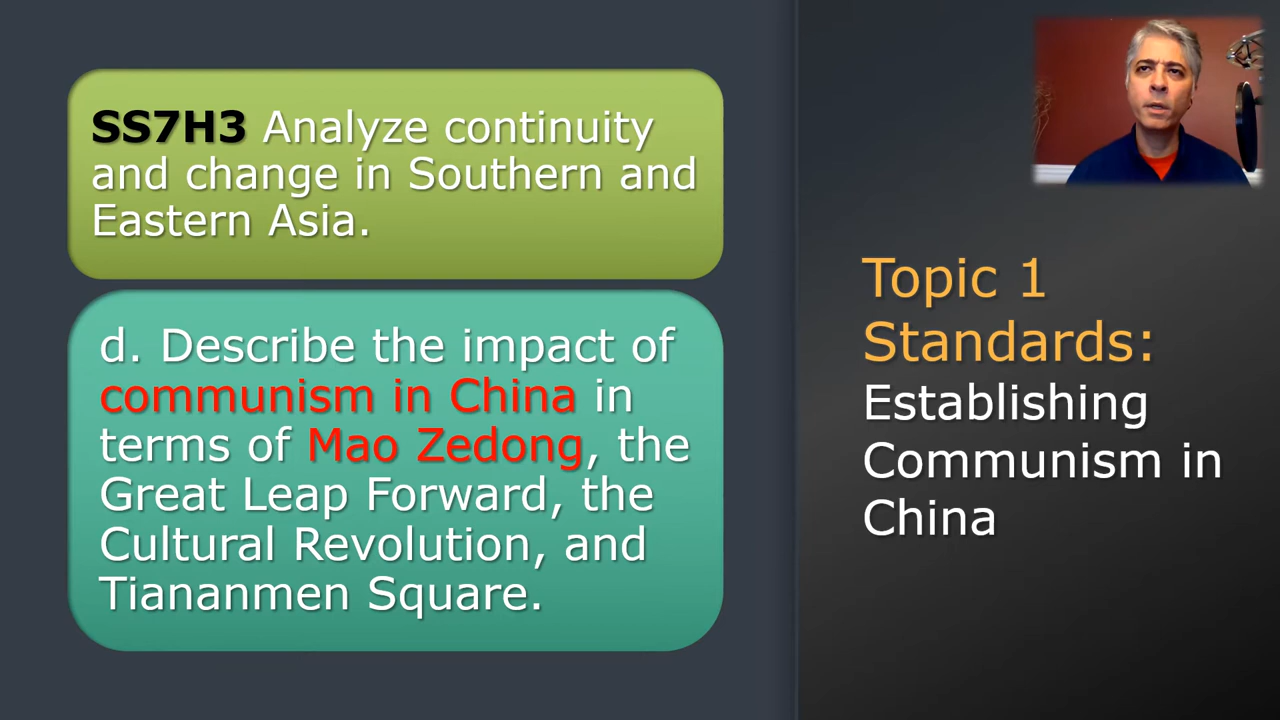 SS7H3 Analyze continuity
and change in Southern and
Eastern Asia.
d. Describe the impact of
communism in China in
terms of Mao Zedong, the
Great Leap Forward, the
Cultural Revolution, and
Tiananmen Square.
Topic 1
Standards:
Establishing
Communism in
China